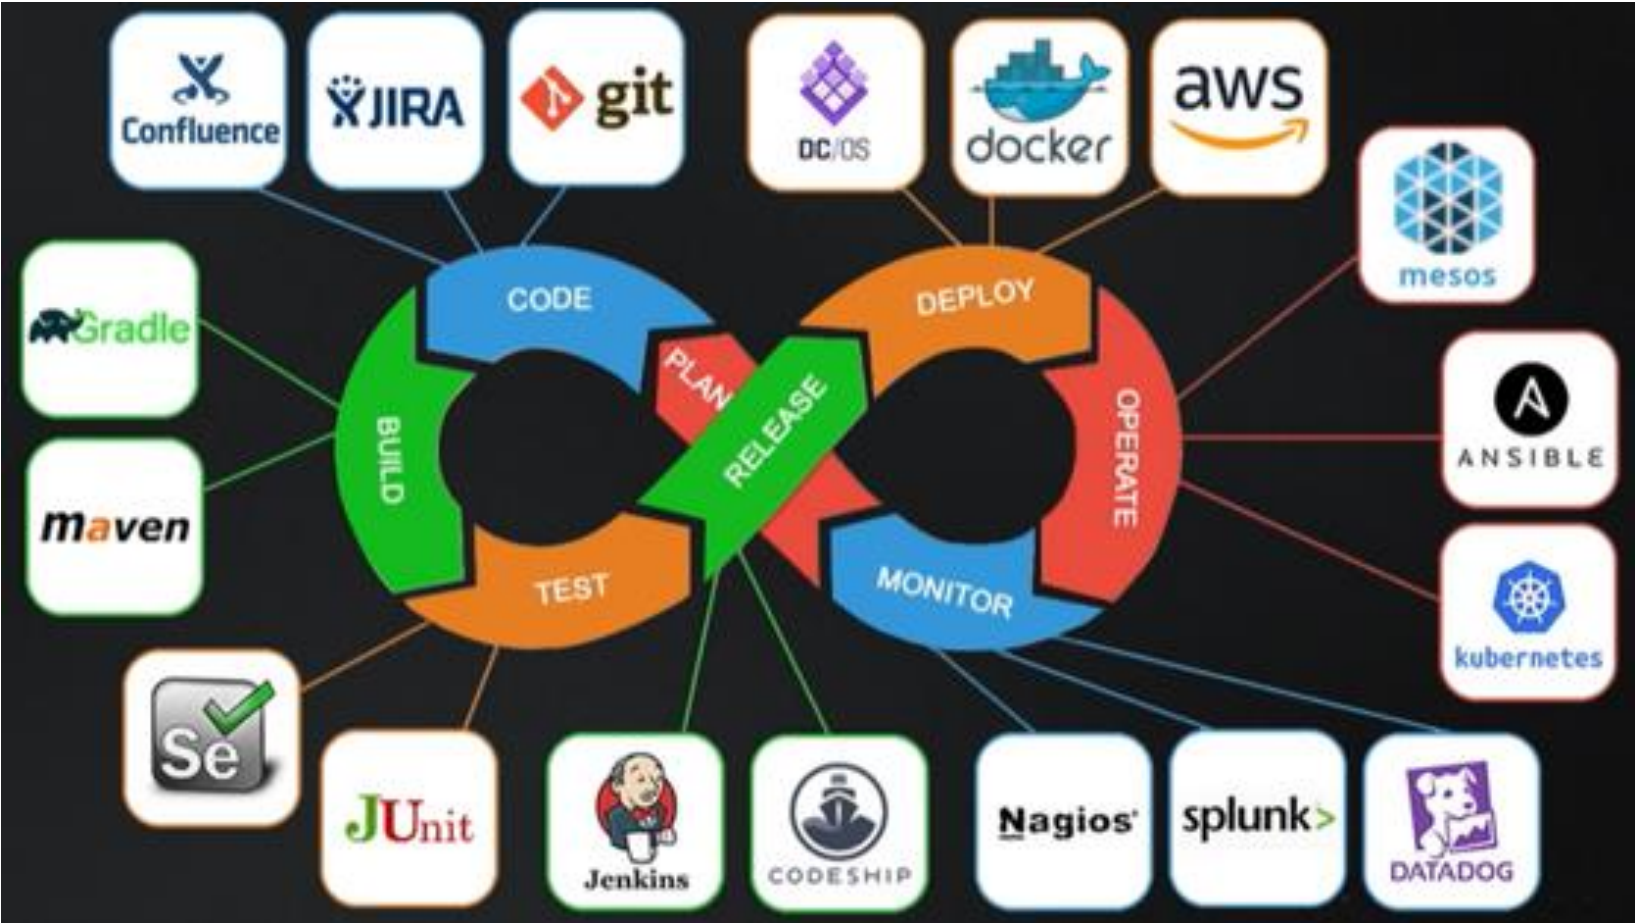 Confluence
JIRA
git
DC/OS
docker
aws
mesos
Gradle
maven
CODE
DEPLOY
PLAN
RELEASE
BUILD
OPERATE
TEST
MONITOR
ANSIBLE
kubernetes
Se
JUnit
Jenkins
CODESHIP
Nagios®
splunk>
DATADOG